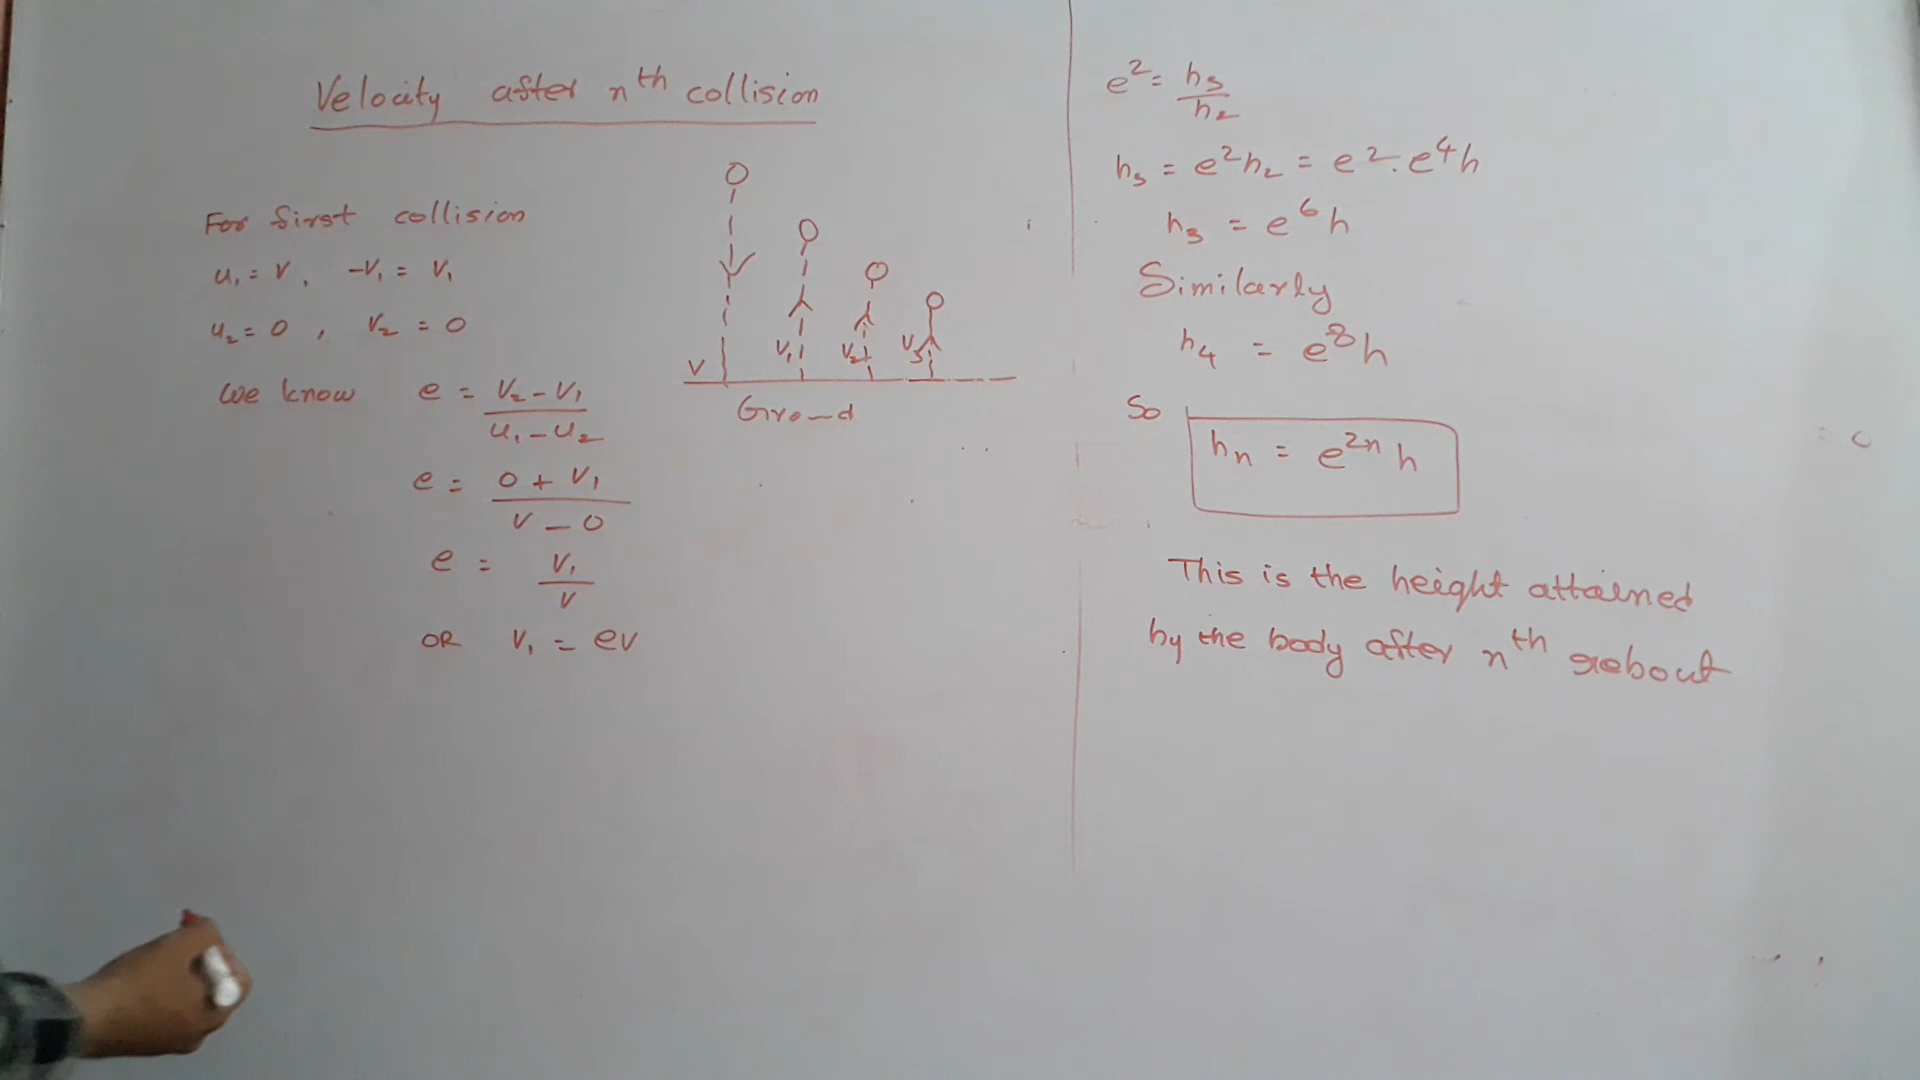 Velocity after nth collision
For first collision
u₁ = v, -v₁ = v₁
u₂ = 0, v₂ = 0
We know e = v₂ - v₁ / u₁ - u₂
e = 0 + v₁ / v - 0
e = v₁ / v
OR v₁ = ev
v v₁ v₂ v₃
Ground
e² = h₃ / h₂
h₃ = e²h₂ = e².e⁴h
h₃ = e⁶h
Similarly
h₄ = e⁸h
So
hₙ = e²ⁿ h
This is the height attained
by the body after nth rebout